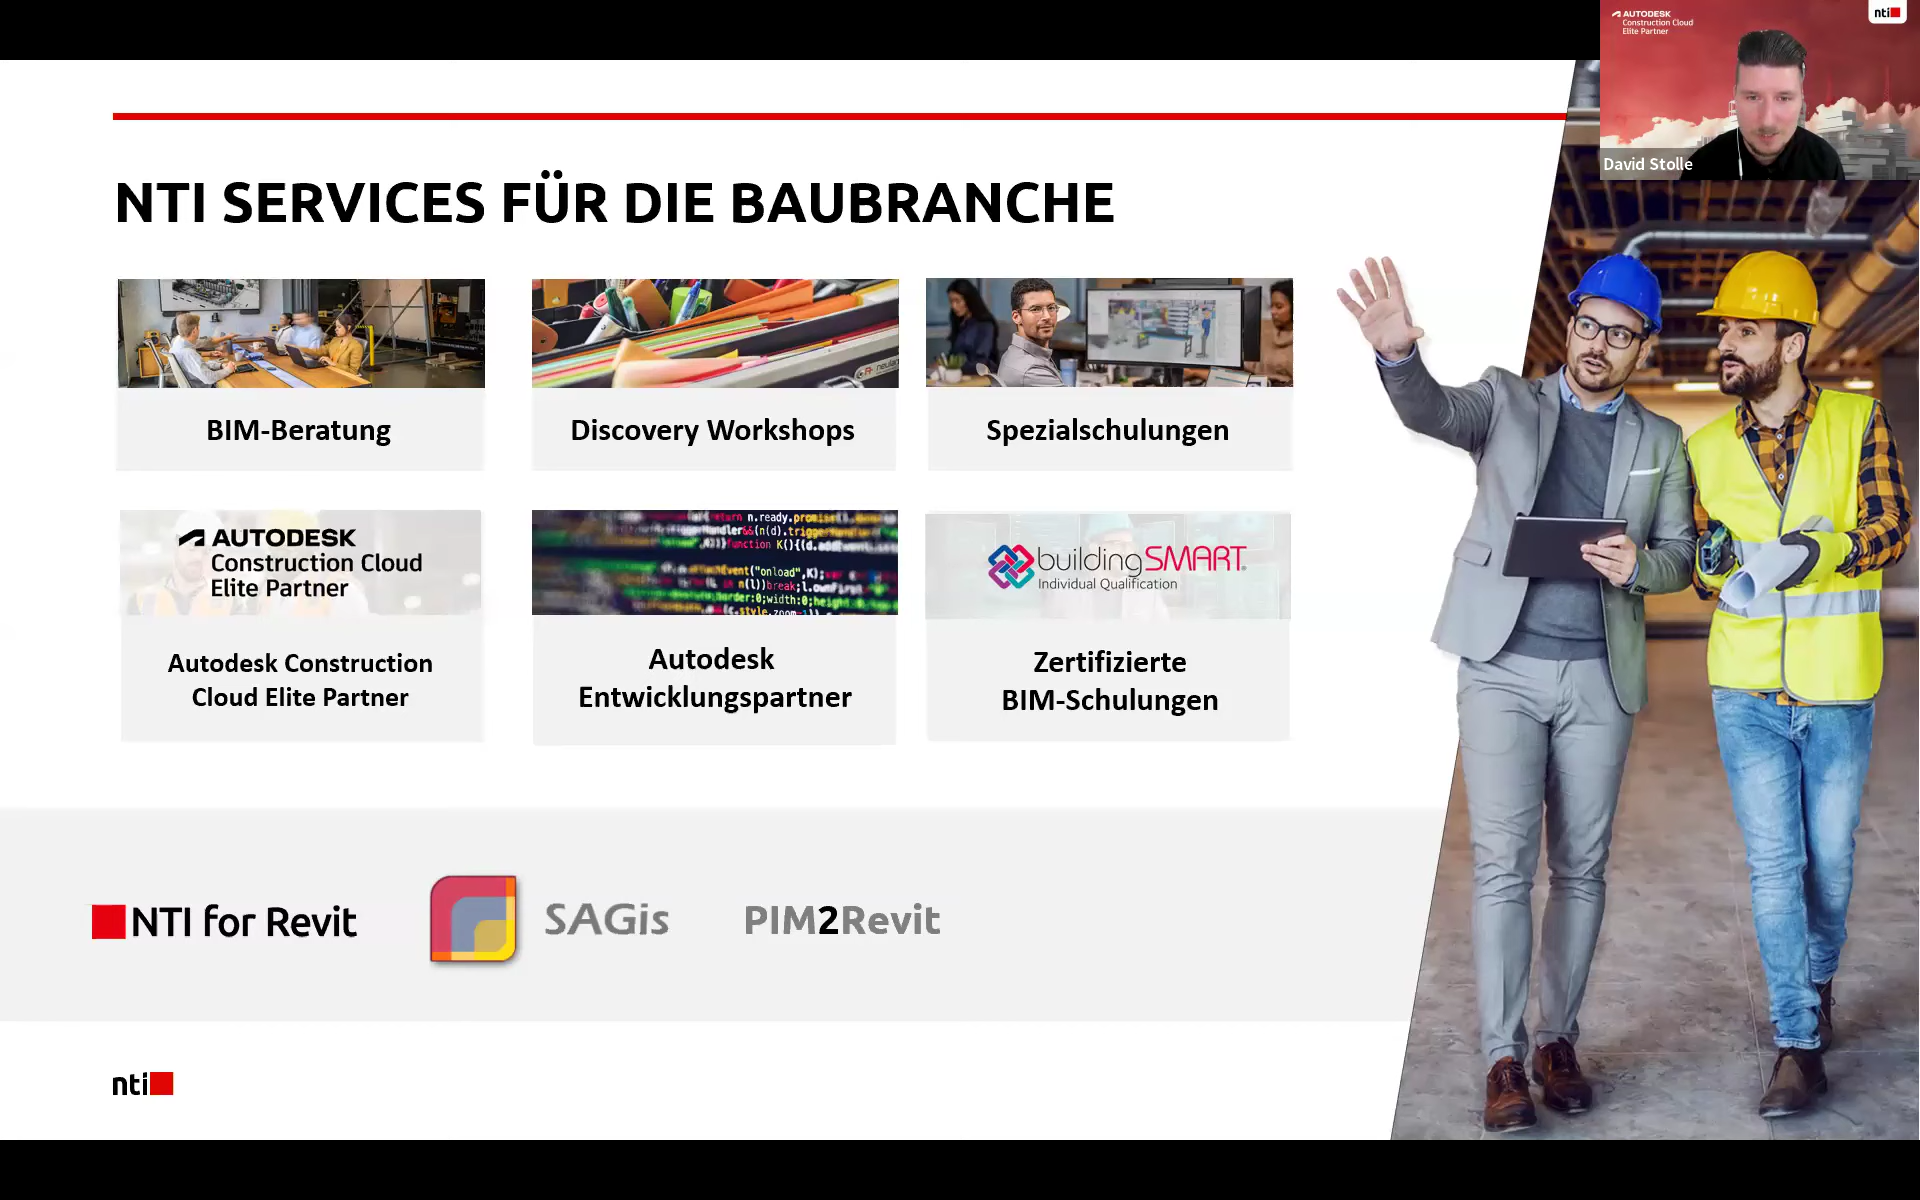 AUTODESK
Construction Cloud
Elite Partner
nti
David Stolle
NTI SERVICES FÜR DIE BAUBRANCHE
BIM-Beratung
Discovery Workshops
Spezialschulungen
AUTODESK
Construction Cloud
Elite Partner
Autodesk Construction
Cloud Elite Partner
Autodesk
Entwicklungspartner
buildingSMART®
Individual Qualification
Zertifizierte
BIM-Schulungen
NTI for Revit
SAGis
PIM2Revit
nti